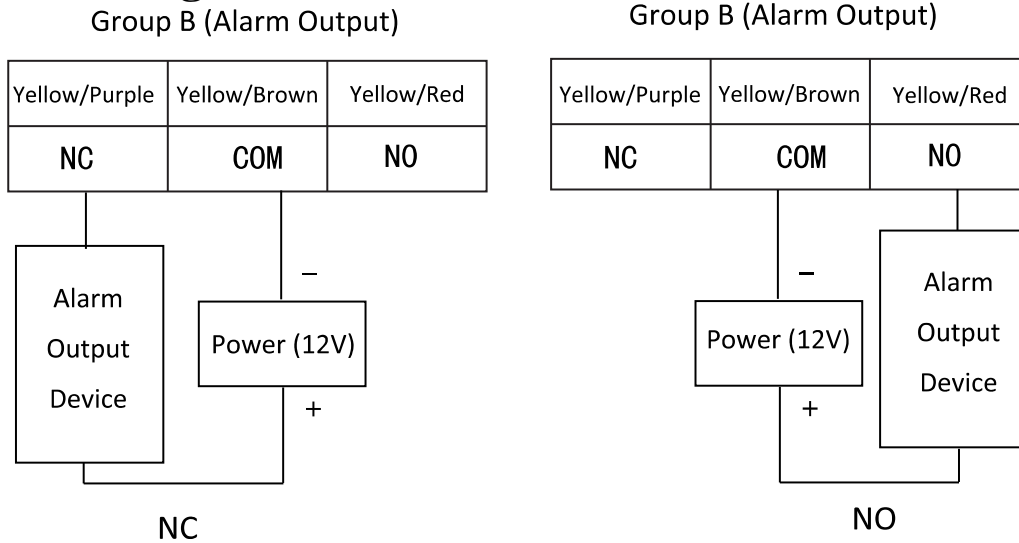 Group B (Alarm Output)
Yellow/Purple Yellow/Brown Yellow/Red
NC COM NO
Alarm
Output
Device
−
Power (12V)
+
NC
Group B (Alarm Output)
Yellow/Purple Yellow/Brown Yellow/Red
NC COM NO
−
Power (12V)
+
Alarm
Output
Device
NO